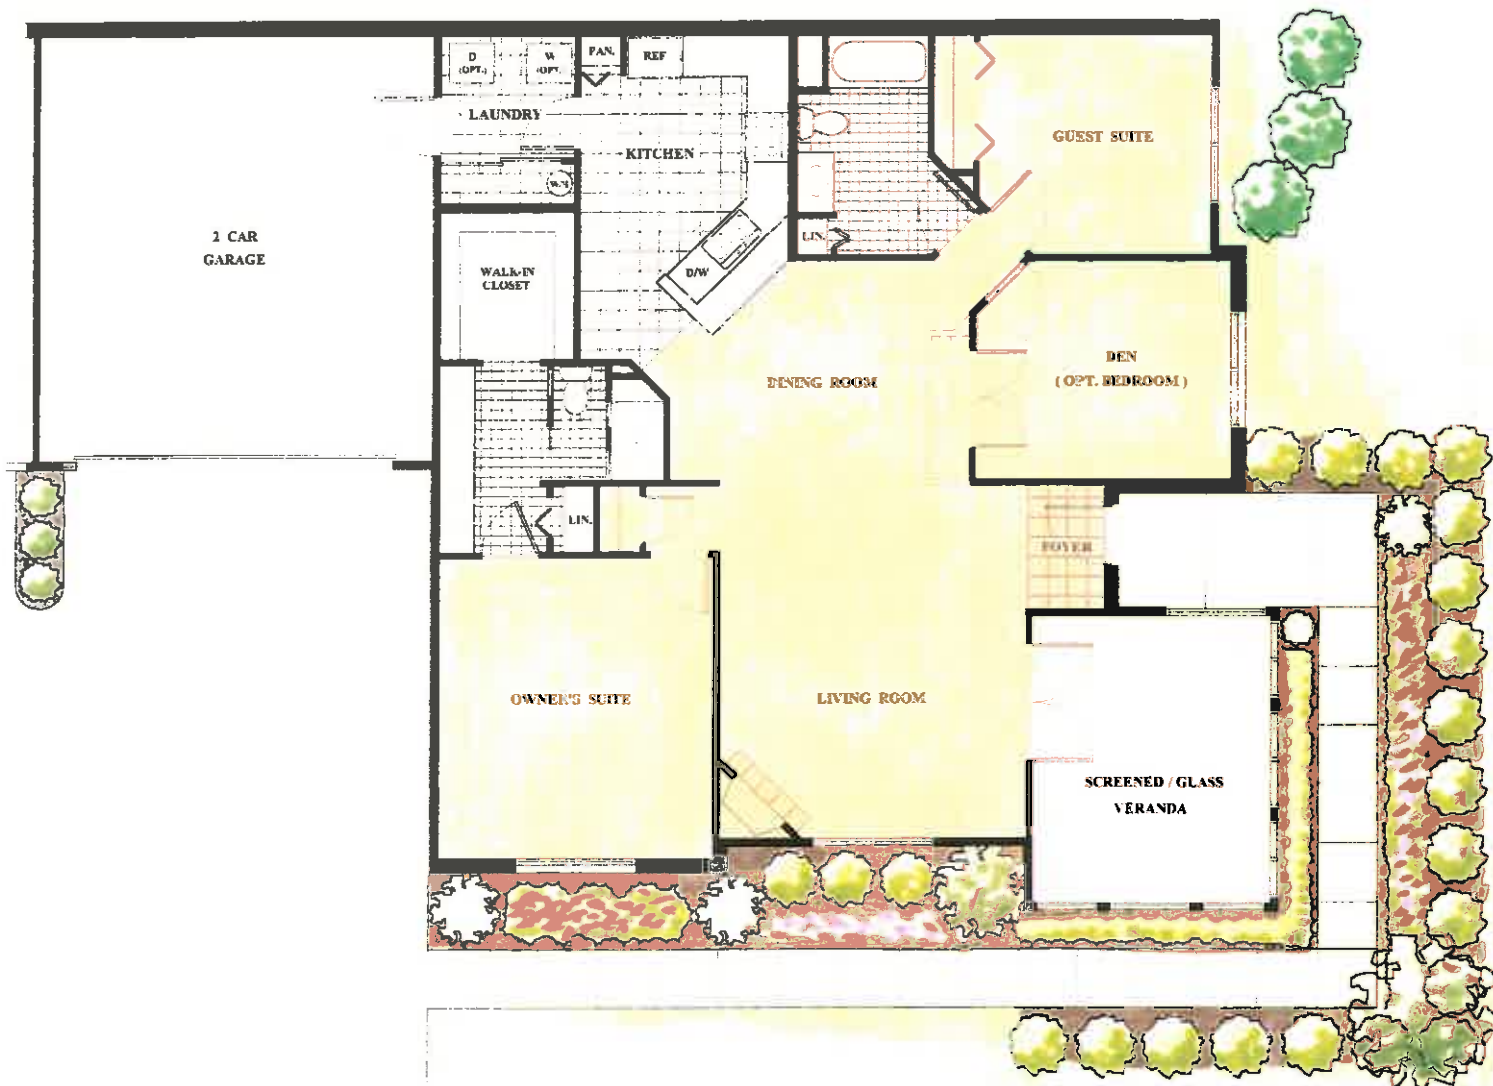 D
(OPT.)
W
(OPT.
PAN.
REF
LAUNDRY
KITCHEN
GUEST SUITE
W/H
2 CAR
GARAGE
LIN.
WALK-IN
CLOSET
D/W
DINING ROOM
DEN
( OPT. BEDROOM )
LIN.
FOYER
OWNER'S SUITE
LIVING ROOM
SCREENED / GLASS
VERANDA